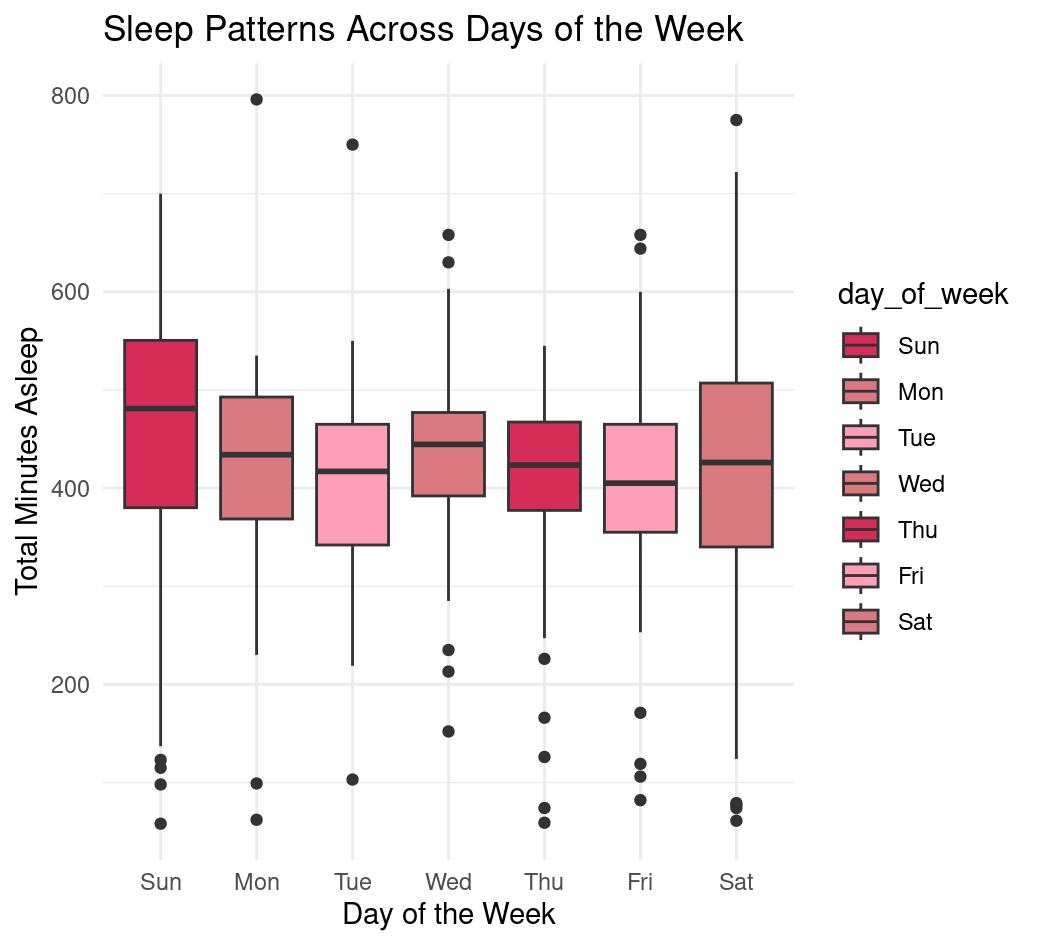 Sleep Patterns Across Days of the Week
Total Minutes Asleep
800
600
400
200
Sun Mon Tue Wed Thu Fri Sat
Day of the Week
day_of_week
Sun
Mon
Tue
Wed
Thu
Fri
Sat